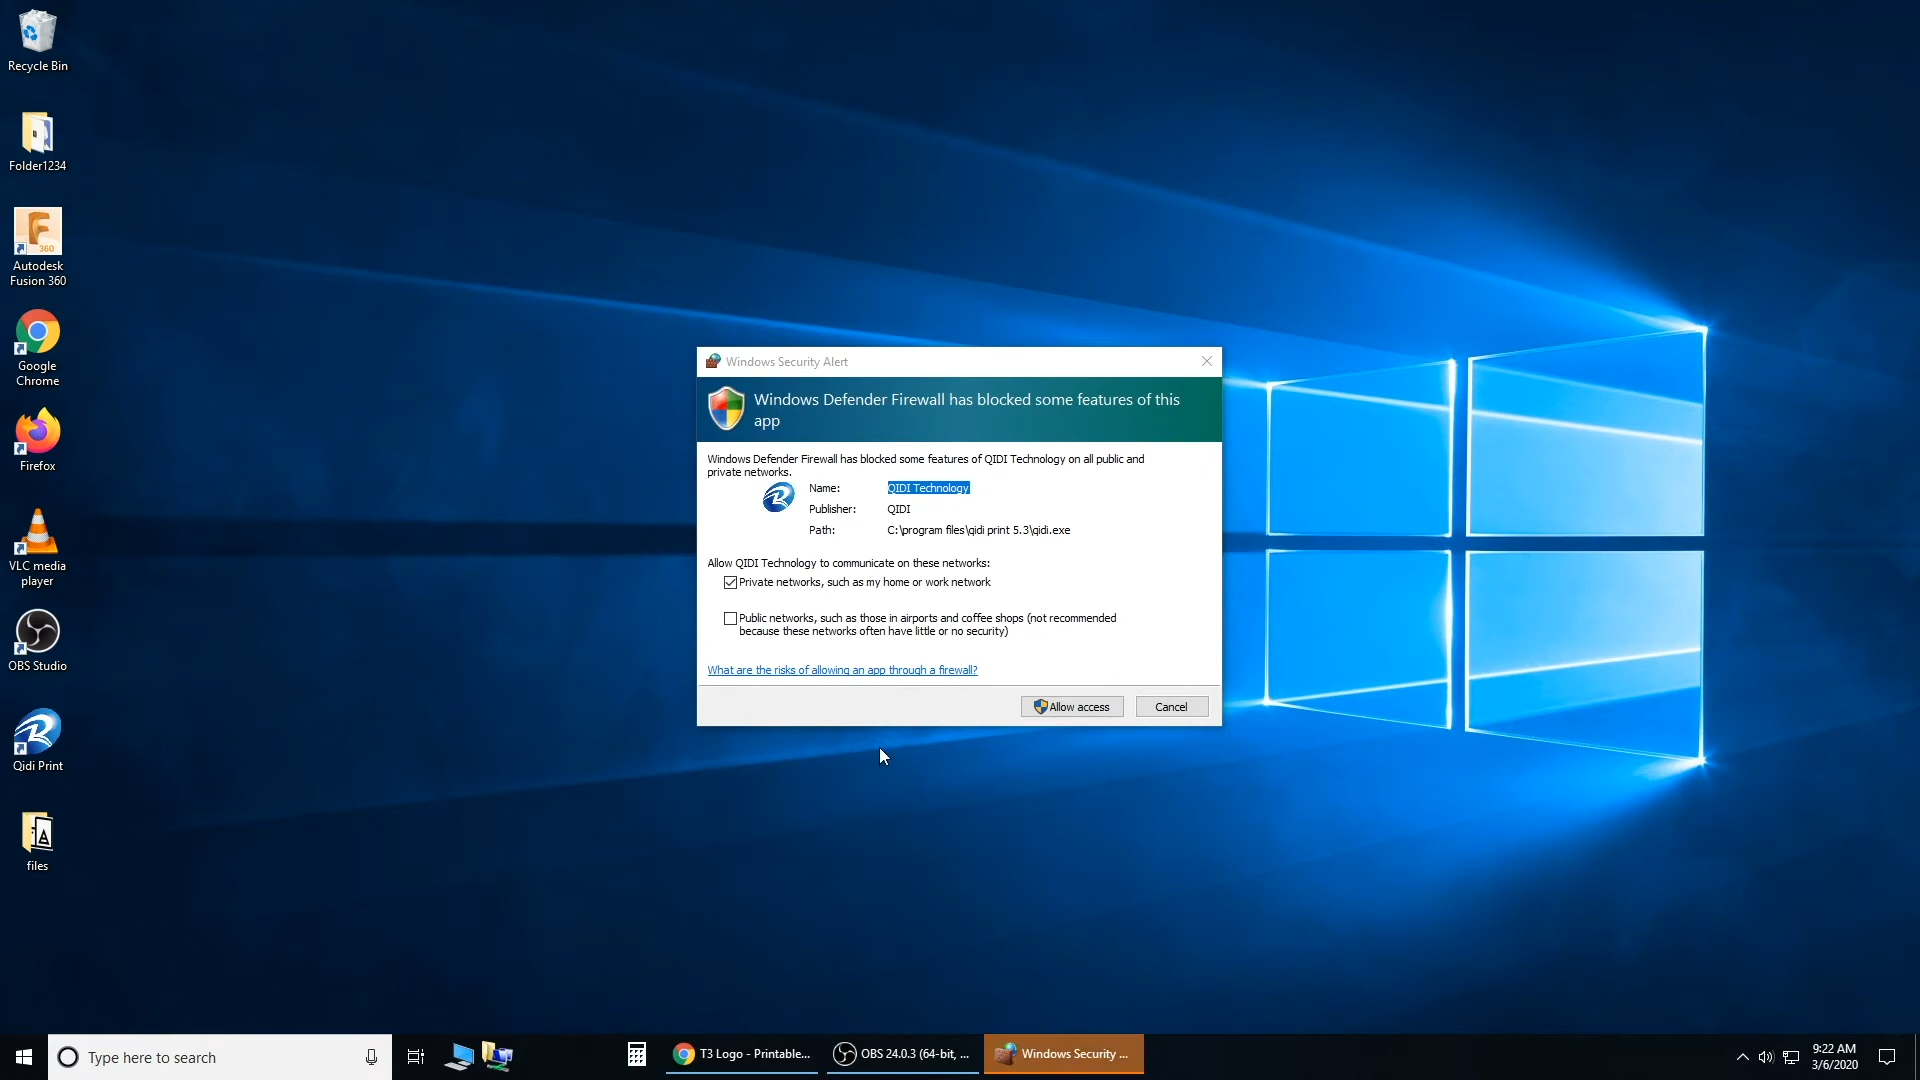 Recycle Bin
Folder1234
360
Autodesk
Fusion 360
Google
Chrome
Firefox
VLC media
player
OBS Studio
Qidi Print
files
Windows Security Alert
Windows Defender Firewall has blocked some features of this
app
Windows Defender Firewall has blocked some features of QIDI Technology on all public and
private networks.
Name: QIDI Technology
Publisher: QIDI
Path: C:\program files\qidi print 5.3\qidi.exe
Allow QIDI Technology to communicate on these networks:
Private networks, such as my home or work network
Public networks, such as those in airports and coffee shops (not recommended
because these networks often have little or no security)
What are the risks of allowing an app through a firewall?
Allow access Cancel
Type here to search
T3 Logo - Printable...
OBS 24.0.3 (64-bit, ...
Windows Security ...
9:22 AM
3/6/2020